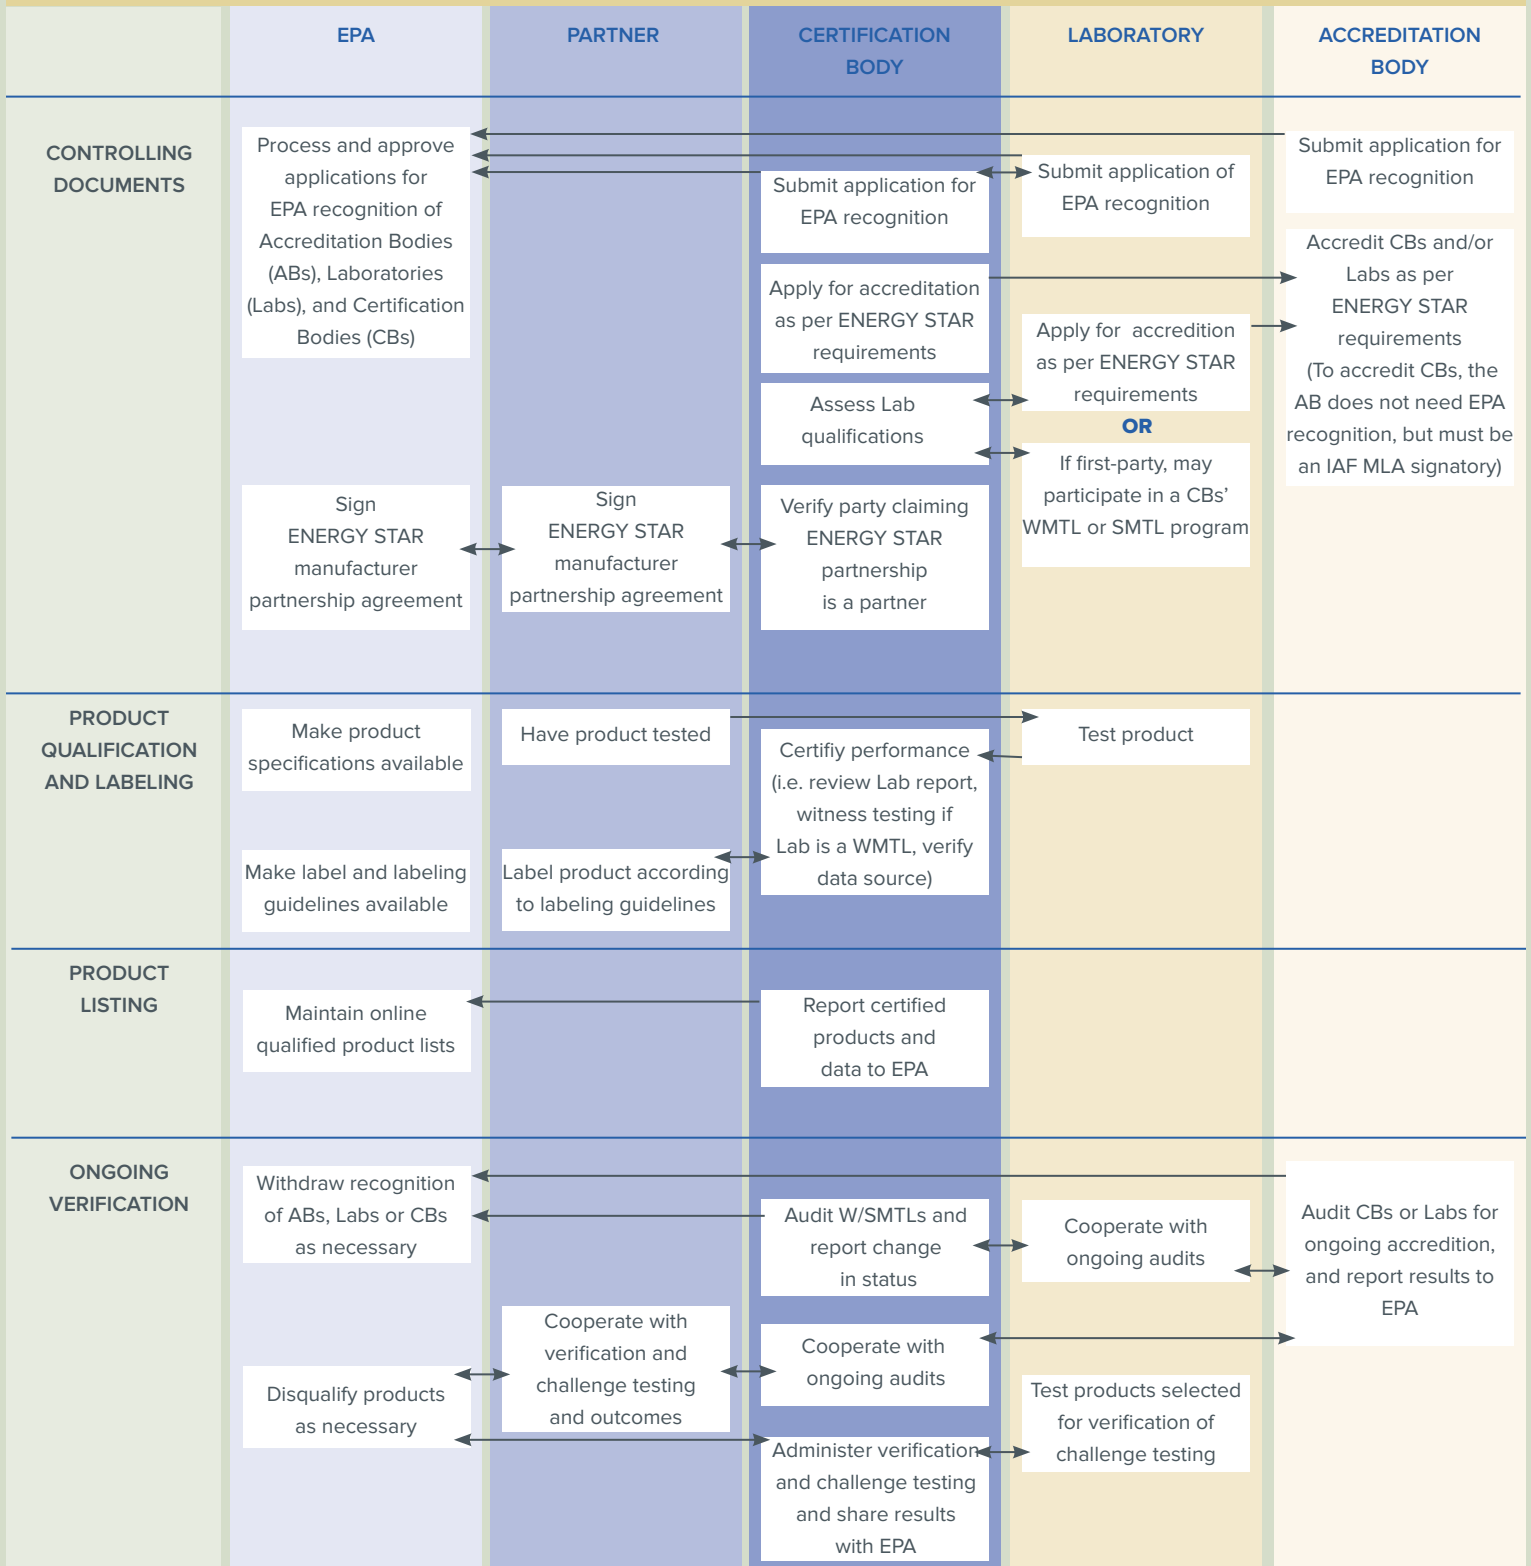 EPA
PARTNER
CERTIFICATION
BODY
LABORATORY
ACCREDITATION
BODY
CONTROLLING
DOCUMENTS
Process and approve
applications for
EPA recognition of
Accreditation Bodies
(ABs), Laboratories
(Labs), and Certification
Bodies (CBs)
Submit application for
EPA recognition
Submit application of
EPA recognition
Submit application for
EPA recognition
Apply for accreditation
as per ENERGY STAR
requirements
Apply for  accredition
as per ENERGY STAR
requirements
Accredit CBs and/or
Labs as per
ENERGY STAR
requirements
(To accredit CBs, the
AB does not need EPA
recognition, but must be
an IAF MLA signatory)
Assess Lab
qualifications
OR
If first-party, may
participate in a CBs’
WMTL or SMTL program
Sign
ENERGY STAR
manufacturer
partnership agreement
Sign
ENERGY STAR
manufacturer
partnership agreement
Verify party claiming
ENERGY STAR
partnership
is a partner
PRODUCT
QUALIFICATION
AND LABELING
Make product
specifications available
Have product tested
Certifiy performance
(i.e. review Lab report,
witness testing if
Lab is a WMTL, verify
data source)
Test product
Make label and labeling
guidelines available
Label product according
to labeling guidelines
PRODUCT
LISTING
Maintain online
qualified product lists
Report certified
products and
data to EPA
ONGOING
VERIFICATION
Withdraw recognition
of ABs, Labs or CBs
as necessary
Audit W/SMTLs and
report change
in status
Cooperate with
ongoing audits
Audit CBs or Labs for
ongoing accredition,
and report results to
EPA
Cooperate with
verification and
challenge testing
and outcomes
Cooperate with
ongoing audits
Disqualify products
as necessary
Test products selected
for verification of
challenge testing
Administer verification
and challenge testing
and share results
with EPA